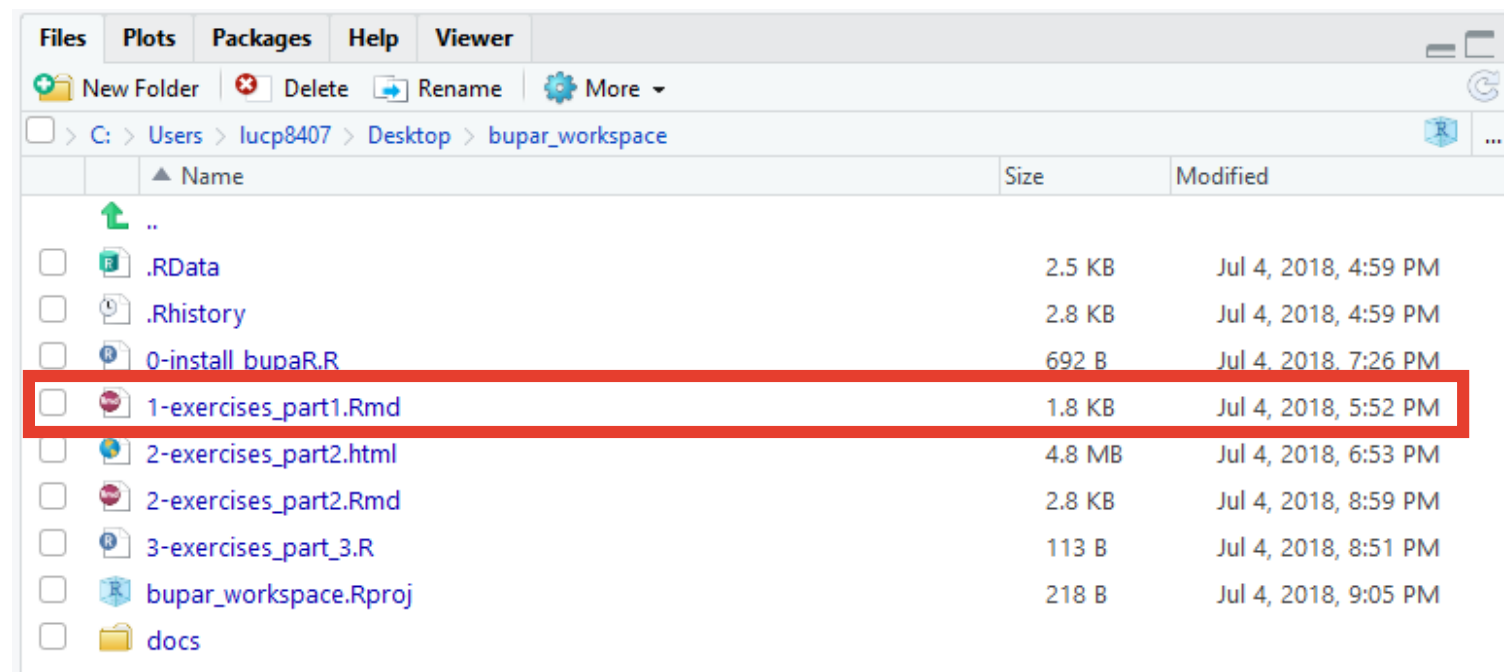 Files Plots Packages Help Viewer
New Folder Delete Rename More
C: > Users > lucp8407 > Desktop > bupar_workspace ...
Name Size Modified
..
.RData 2.5 KB Jul 4, 2018, 4:59 PM
.Rhistory 2.8 KB Jul 4, 2018, 4:59 PM
0-install_bupaR.R 692 B Jul 4, 2018, 7:26 PM
1-exercises_part1.Rmd 1.8 KB Jul 4, 2018, 5:52 PM
2-exercises_part2.html 4.8 MB Jul 4, 2018, 6:53 PM
2-exercises_part2.Rmd 2.8 KB Jul 4, 2018, 8:59 PM
3-exercises_part_3.R 113 B Jul 4, 2018, 8:51 PM
bupar_workspace.Rproj 218 B Jul 4, 2018, 9:05 PM
docs